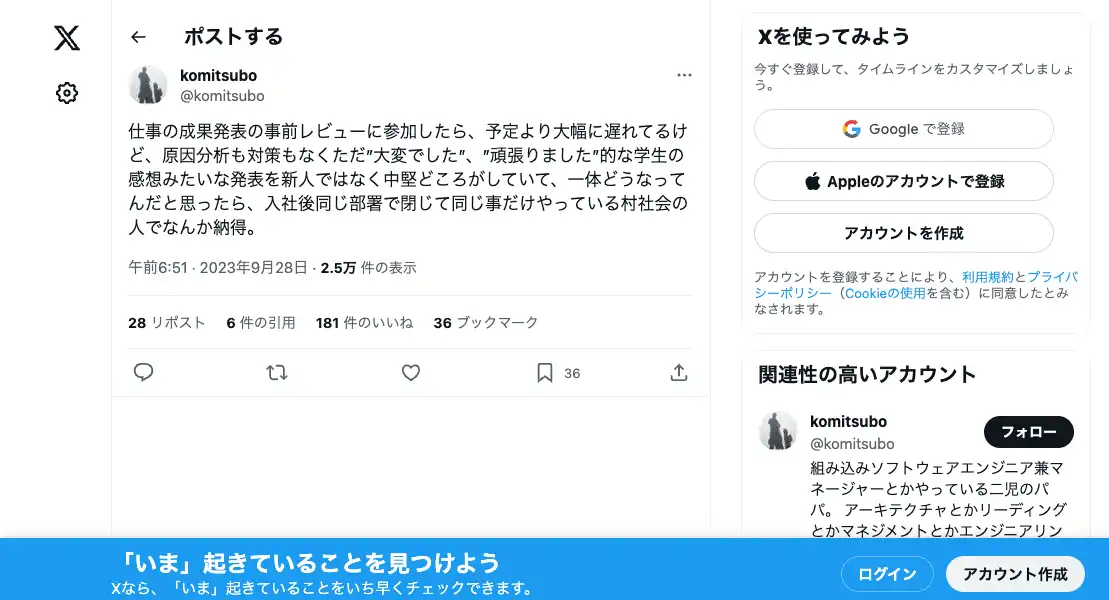 ポストする
komitsubo
@komitsubo
仕事の成果発表の事前レビューに参加したら、予定より大幅に遅れてるけ
ど、原因分析も対策もなくただ”大変でした”、”頑張りました”的な学生の
感想みたいな発表を新人ではなく中堅どころがしていて、一体どうなって
んだと思ったら、入社後同じ部署で閉じて同じ事だけやっている村社会の
人でなんか納得。
午前6:51 · 2023年9月28日 · 2.5万 件の表示
28 リポスト 6 件の引用 181 件のいいね 36 ブックマーク
36
Xを使ってみよう
今すぐ登録して、タイムラインをカスタマイズしましょ
う。
Google で登録
Appleのアカウントで登録
アカウントを作成
アカウントを登録することにより、利用規約とプライバ
シーポリシー（Cookieの使用を含む）に同意したとみ
なされます。
関連性の高いアカウント
komitsubo
@komitsubo
フォロー
組み込みソフトウェアエンジニア兼マ
ネージャーとかやっている二児のパ
パ。 アーキテクチャとかリーディング
とかマネジメントとかエンジニアリン
「いま」起きていることを見つけよう
Xなら、「いま」起きていることをいち早くチェックできます。
ログイン
アカウント作成